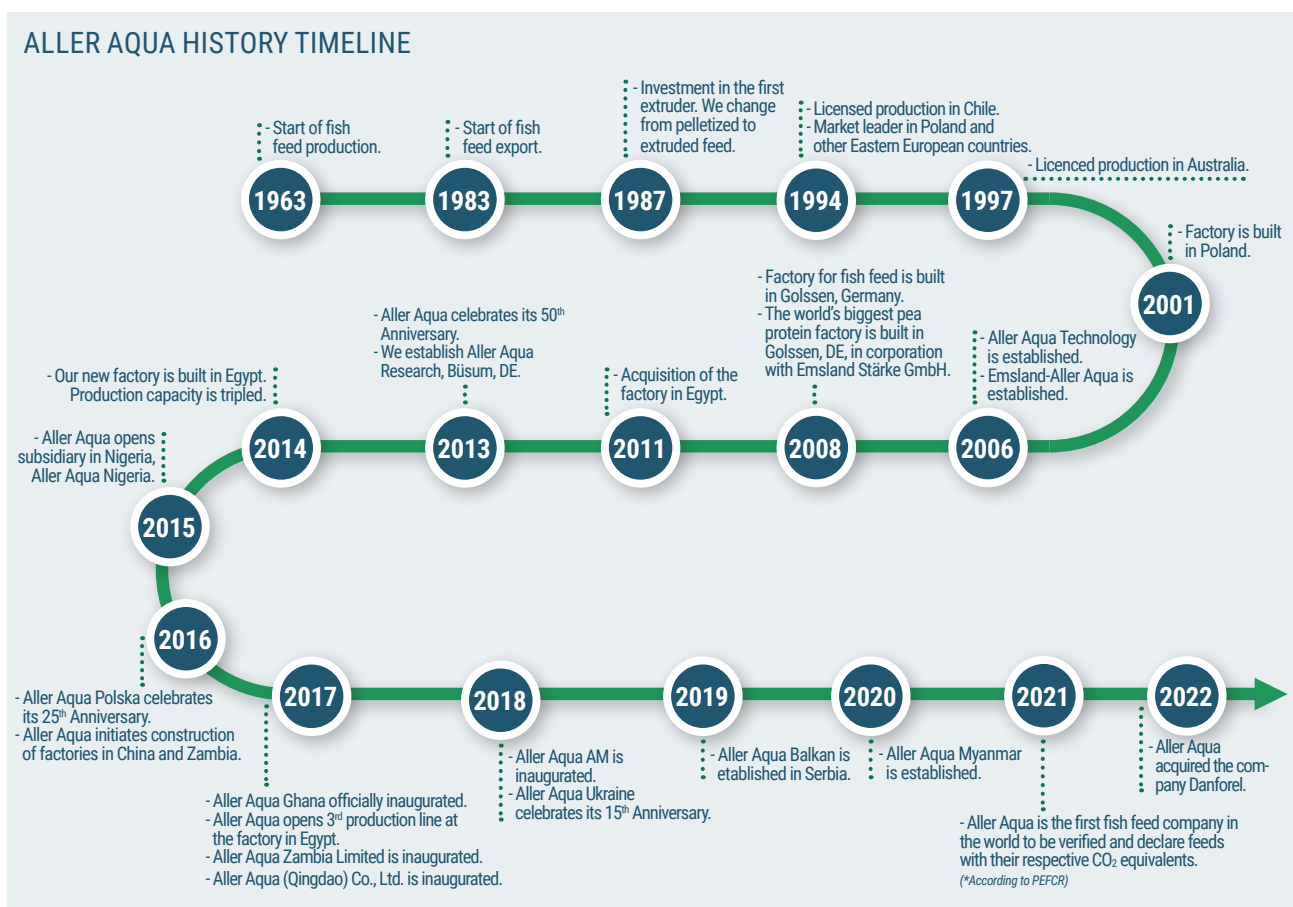 ALLER AQUA HISTORY TIMELINE
- Start of fish
feed production.
1963
- Start of fish
feed export.
1983
- Investment in the first
extruder. We change
from pelletized to
extruded feed.
1987
- Licensed production in Chile.
- Market leader in Poland and
other Eastern European countries.
1994
- Licenced production in Australia.
1997
- Factory is built
in Poland.
2001
- Aller Aqua Technology
is established.
- Emsland-Aller Aqua is
established.
2006
- Factory for fish feed is built
in Golssen, Germany.
- The world's biggest pea
protein factory is built in
Golssen, DE, in corporation
with Emsland Stärke GmbH.
2008
- Acquisition of the
factory in Egypt.
2011
- Aller Aqua celebrates its 50th
Anniversary.
- We establish Aller Aqua
Research, Büsum, DE.
2013
- Our new factory is built in Egypt.
Production capacity is tripled.
2014
- Aller Aqua opens
subsidiary in Nigeria,
Aller Aqua Nigeria.
2015
2016
- Aller Aqua Polska celebrates
its 25th Anniversary.
- Aller Aqua initiates construction
of factories in China and Zambia.
2017
- Aller Aqua Ghana officially inaugurated.
- Aller Aqua opens 3rd production line at
the factory in Egypt.
- Aller Aqua Zambia Limited is inaugurated.
- Aller Aqua (Qingdao) Co., Ltd. is inaugurated.
2018
- Aller Aqua AM is
inaugurated.
- Aller Aqua Ukraine
celebrates its 15th Anniversary.
2019
- Aller Aqua Balkan is
etablished in Serbia.
2020
- Aller Aqua Myanmar
is established.
2021
- Aller Aqua is the first fish feed company in
the world to be verified and declare feeds
with their respective CO2 equivalents.
(*According to PEFCR)
2022
- Aller Aqua
acquired the com-
pany Danforel.